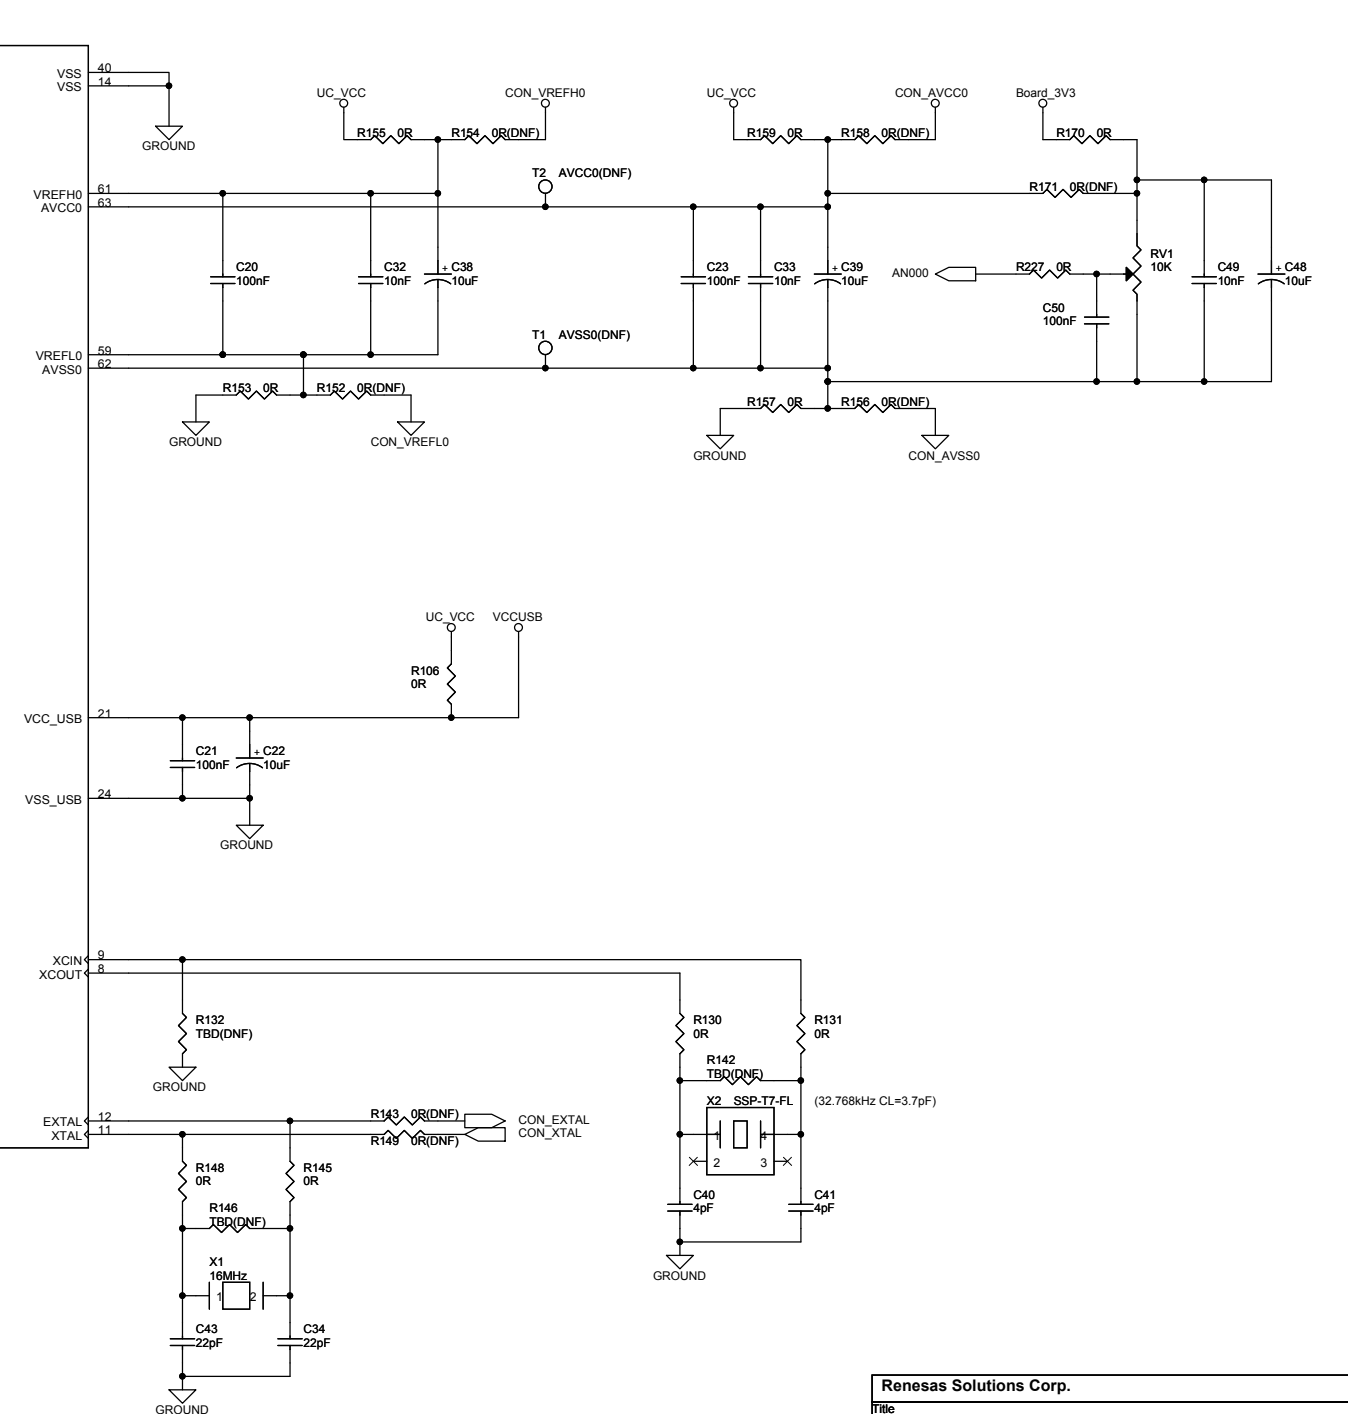 VSS 40
VSS 14
GROUND
UC_VCC
CON_VREFH0
R155 0R
R154 0R(DNF)
UC_VCC
CON_AVCC0
R159 0R
R158 0R(DNF)
Board_3V3
R170 0R
VREFH0 61
AVCC0 63
T2 AVCC0(DNF)
R171 0R(DNF)
C20
100nF
C32
10nF
+ C38
10uF
C23
100nF
C33
10nF
+ C39
10uF
AN000
R227 0R
RV1
10K
C49
10nF
+ C48
10uF
C50
100nF
VREFL0 59
AVSS0 62
T1 AVSS0(DNF)
R153 0R
R152 0R(DNF)
GROUND
CON_VREFL0
R157 0R
R156 0R(DNF)
GROUND
CON_AVSS0
UC_VCC
VCCUSB
R106
0R
VCC_USB 21
C21
100nF
+ C22
10uF
VSS_USB 24
GROUND
XCIN 9
XCOUT 8
R132
TBD(DNF)
GROUND
R130
0R
R131
0R
R142
TBD(DNF)
X2 SSP-T7-FL
(32.768kHz CL=3.7pF)
1 4
2 3
C40
4pF
C41
4pF
GROUND
EXTAL 12
XTAL 11
R143 0R(DNF)
CON_EXTAL
R149 0R(DNF)
CON_XTAL
R148
0R
R145
0R
R146
TBD(DNF)
X1
16MHz
1 2
C43
22pF
C34
22pF
GROUND
Renesas Solutions Corp.
Title